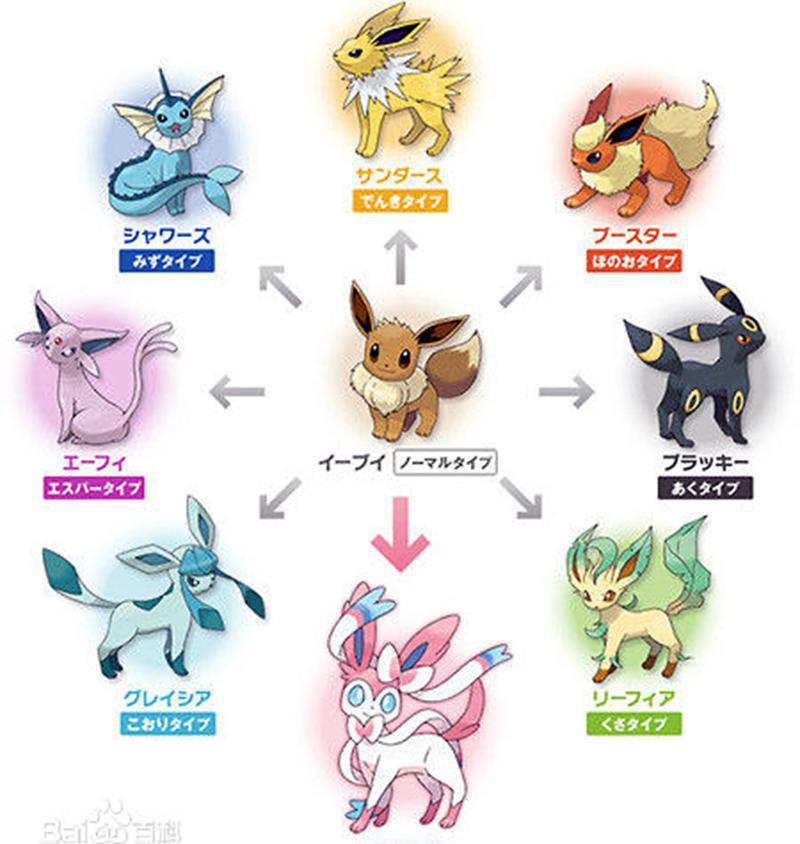 サンダース
でんきタイプ
シャワーズ
みずタイプ
ブースター
ほのおタイプ
エーフィ
エスパータイプ
イーブイ ノーマルタイプ
ブラッキー
あくタイプ
グレイシア
こおりタイプ
リーフィア
くさタイプ
Bai 百科